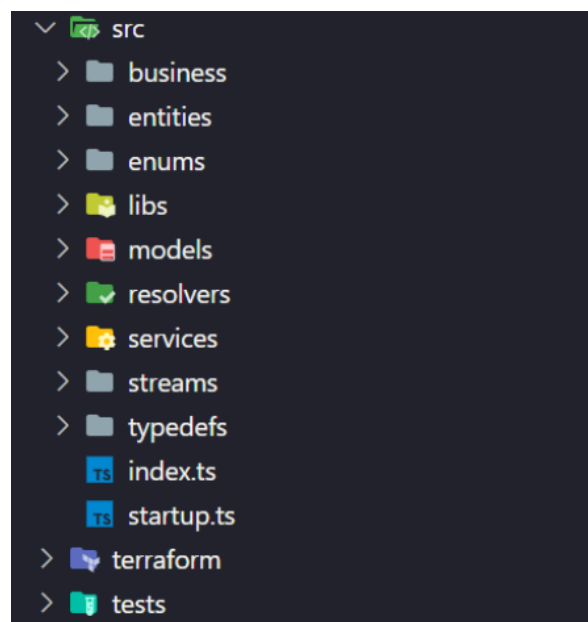 src
business
entities
enums
libs
models
resolvers
services
streams
typedefs
TS index.ts
TS startup.ts
terraform
tests